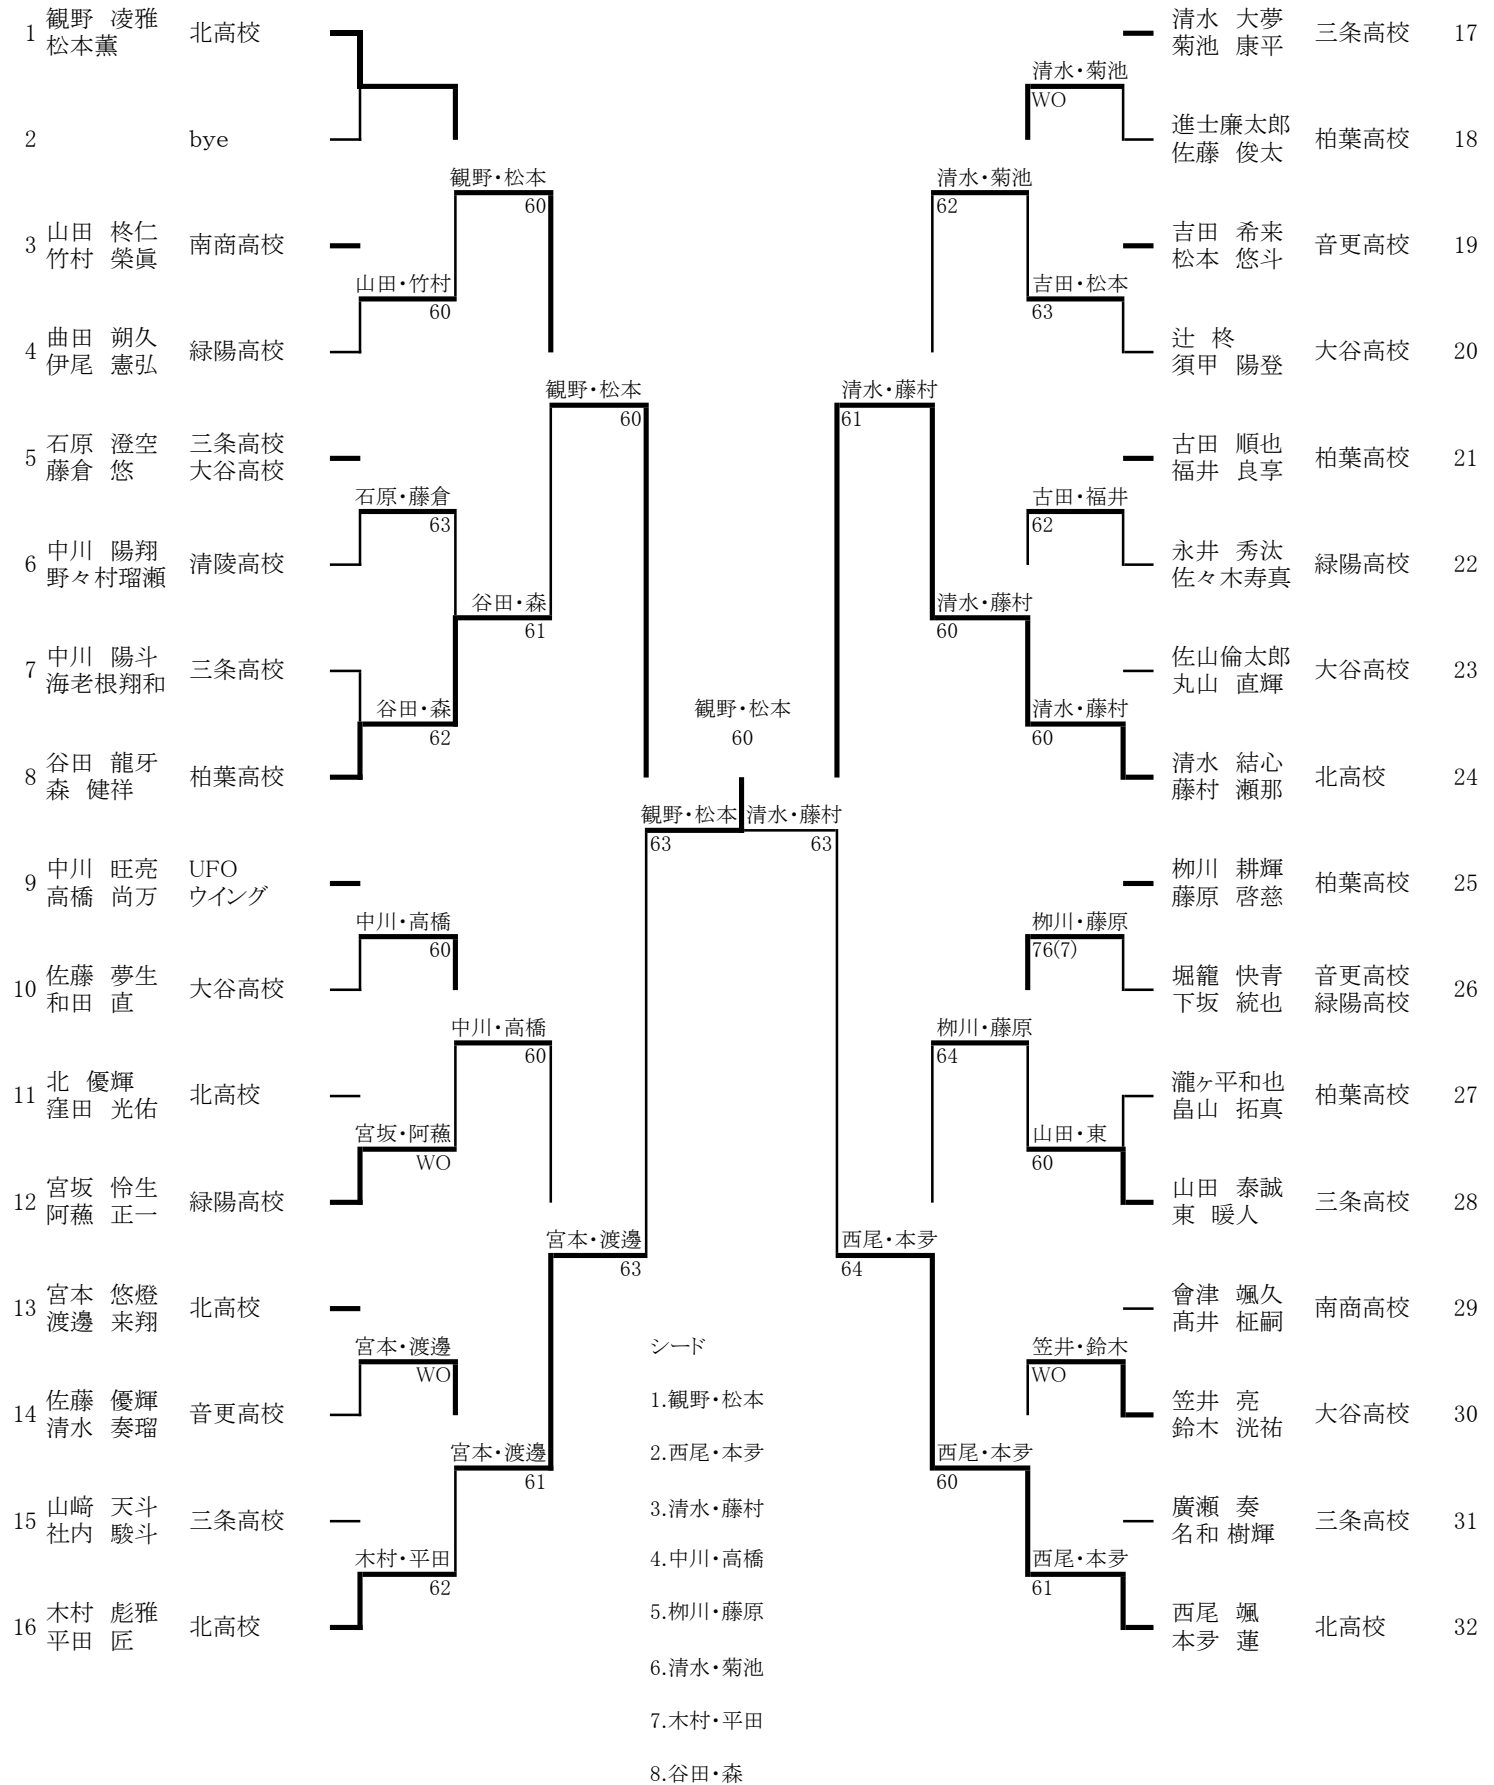 1 観野 凌雅 北高校
松本薫
2 bye
3 山田 柊仁 南商高校
竹村 榮眞
4 曲田 朔久 緑陽高校
伊尾 憲弘
5 石原 澄空 三条高校
藤倉 悠 大谷高校
6 中川 陽翔 清陵高校
野々村瑠瀬
7 中川 陽斗 三条高校
海老根翔和
8 谷田 龍牙 柏葉高校
森 健祥
9 中川 旺亮 UFO
高橋 尚万 ウイング
10 佐藤 夢生 大谷高校
和田 直
11 北 優輝 北高校
窪田 光佑
12 宮坂 怜生 緑陽高校
阿蘓 正一
13 宮本 悠燈 北高校
渡邊 来翔
14 佐藤 優輝 音更高校
清水 奏瑠
15 山﨑 天斗 三条高校
社内 駿斗
16 木村 彪雅 北高校
平田 匠
山田・竹村
60
石原・藤倉
63
谷田・森
62
中川・高橋
60
宮坂・阿蘓
WO
宮本・渡邊
WO
木村・平田
62
観野・松本
60
谷田・森
61
中川・高橋
60
宮本・渡邊
61
観野・松本
60
宮本・渡邊
63
観野・松本
63
観野・松本
60
清水・藤村
63
清水・藤村
61
西尾・本夛
64
清水・菊池
62
清水・藤村
60
栁川・藤原
64
西尾・本夛
60
清水・菊池
WO
吉田・松本
63
古田・福井
62
清水・藤村
60
栁川・藤原
76(7)
山田・東
60
笠井・鈴木
WO
西尾・本夛
61
清水 大夢 三条高校 17
菊池 康平
進士廉太郎 柏葉高校 18
佐藤 俊太
吉田 希来 音更高校 19
松本 悠斗
辻 柊 大谷高校 20
須甲 陽登
古田 順也 柏葉高校 21
福井 良享
永井 秀汰 緑陽高校 22
佐々木寿真
佐山倫太郎 大谷高校 23
丸山 直輝
清水 結心 北高校 24
藤村 瀬那
栁川 耕輝 柏葉高校 25
藤原 啓慈
堀籠 快青 音更高校 26
下坂 統也 緑陽高校
瀧ヶ平和也 柏葉高校 27
畠山 拓真
山田 泰誠 三条高校 28
東 暖人
會津 颯久 南商高校 29
髙井 柾嗣
笠井 亮 大谷高校 30
鈴木 洸祐
廣瀬 奏 三条高校 31
名和 樹輝
西尾 颯 北高校 32
本夛 蓮
シード
1.観野・松本
2.西尾・本夛
3.清水・藤村
4.中川・高橋
5.栁川・藤原
6.清水・菊池
7.木村・平田
8.谷田・森